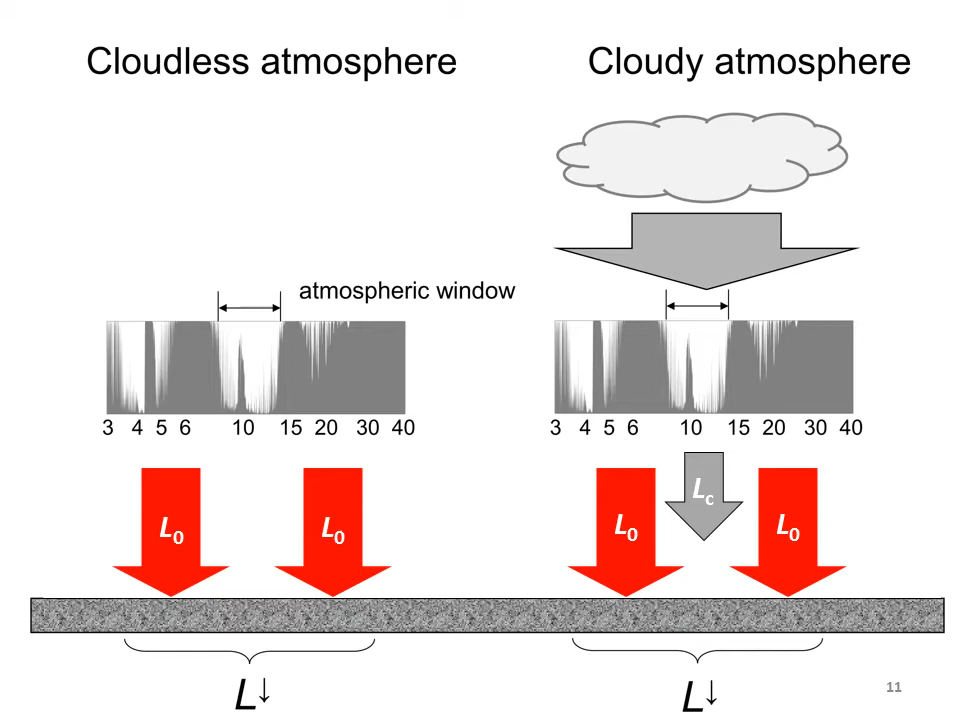 Cloudless atmosphere
Cloudy atmosphere
atmospheric window
3 4 5 6 10 15 20 30 40
3 4 5 6 10 15 20 30 40
L0 L0
L0 Lc L0
L↓
L↓
11